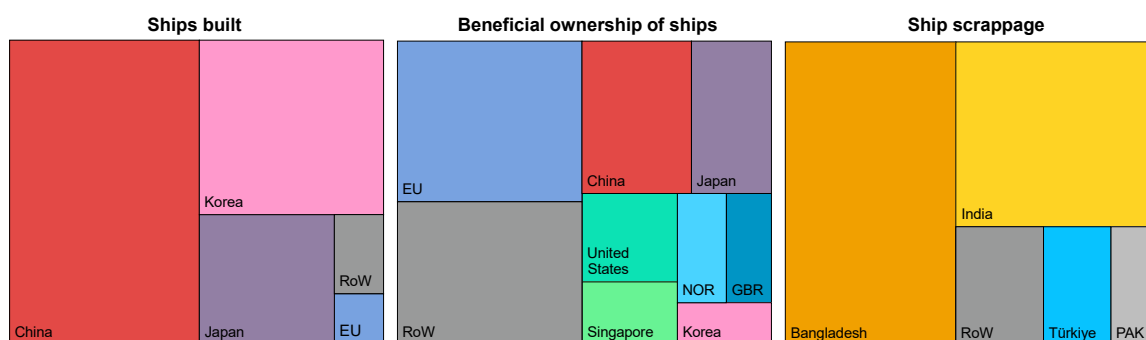 Ships built
Beneficial ownership of ships
Ship scrappage
China
Korea
Japan
RoW
EU
EU
RoW
China
Japan
United
States
Singapore
NOR
GBR
Korea
Bangladesh
India
RoW
Türkiye
PAK